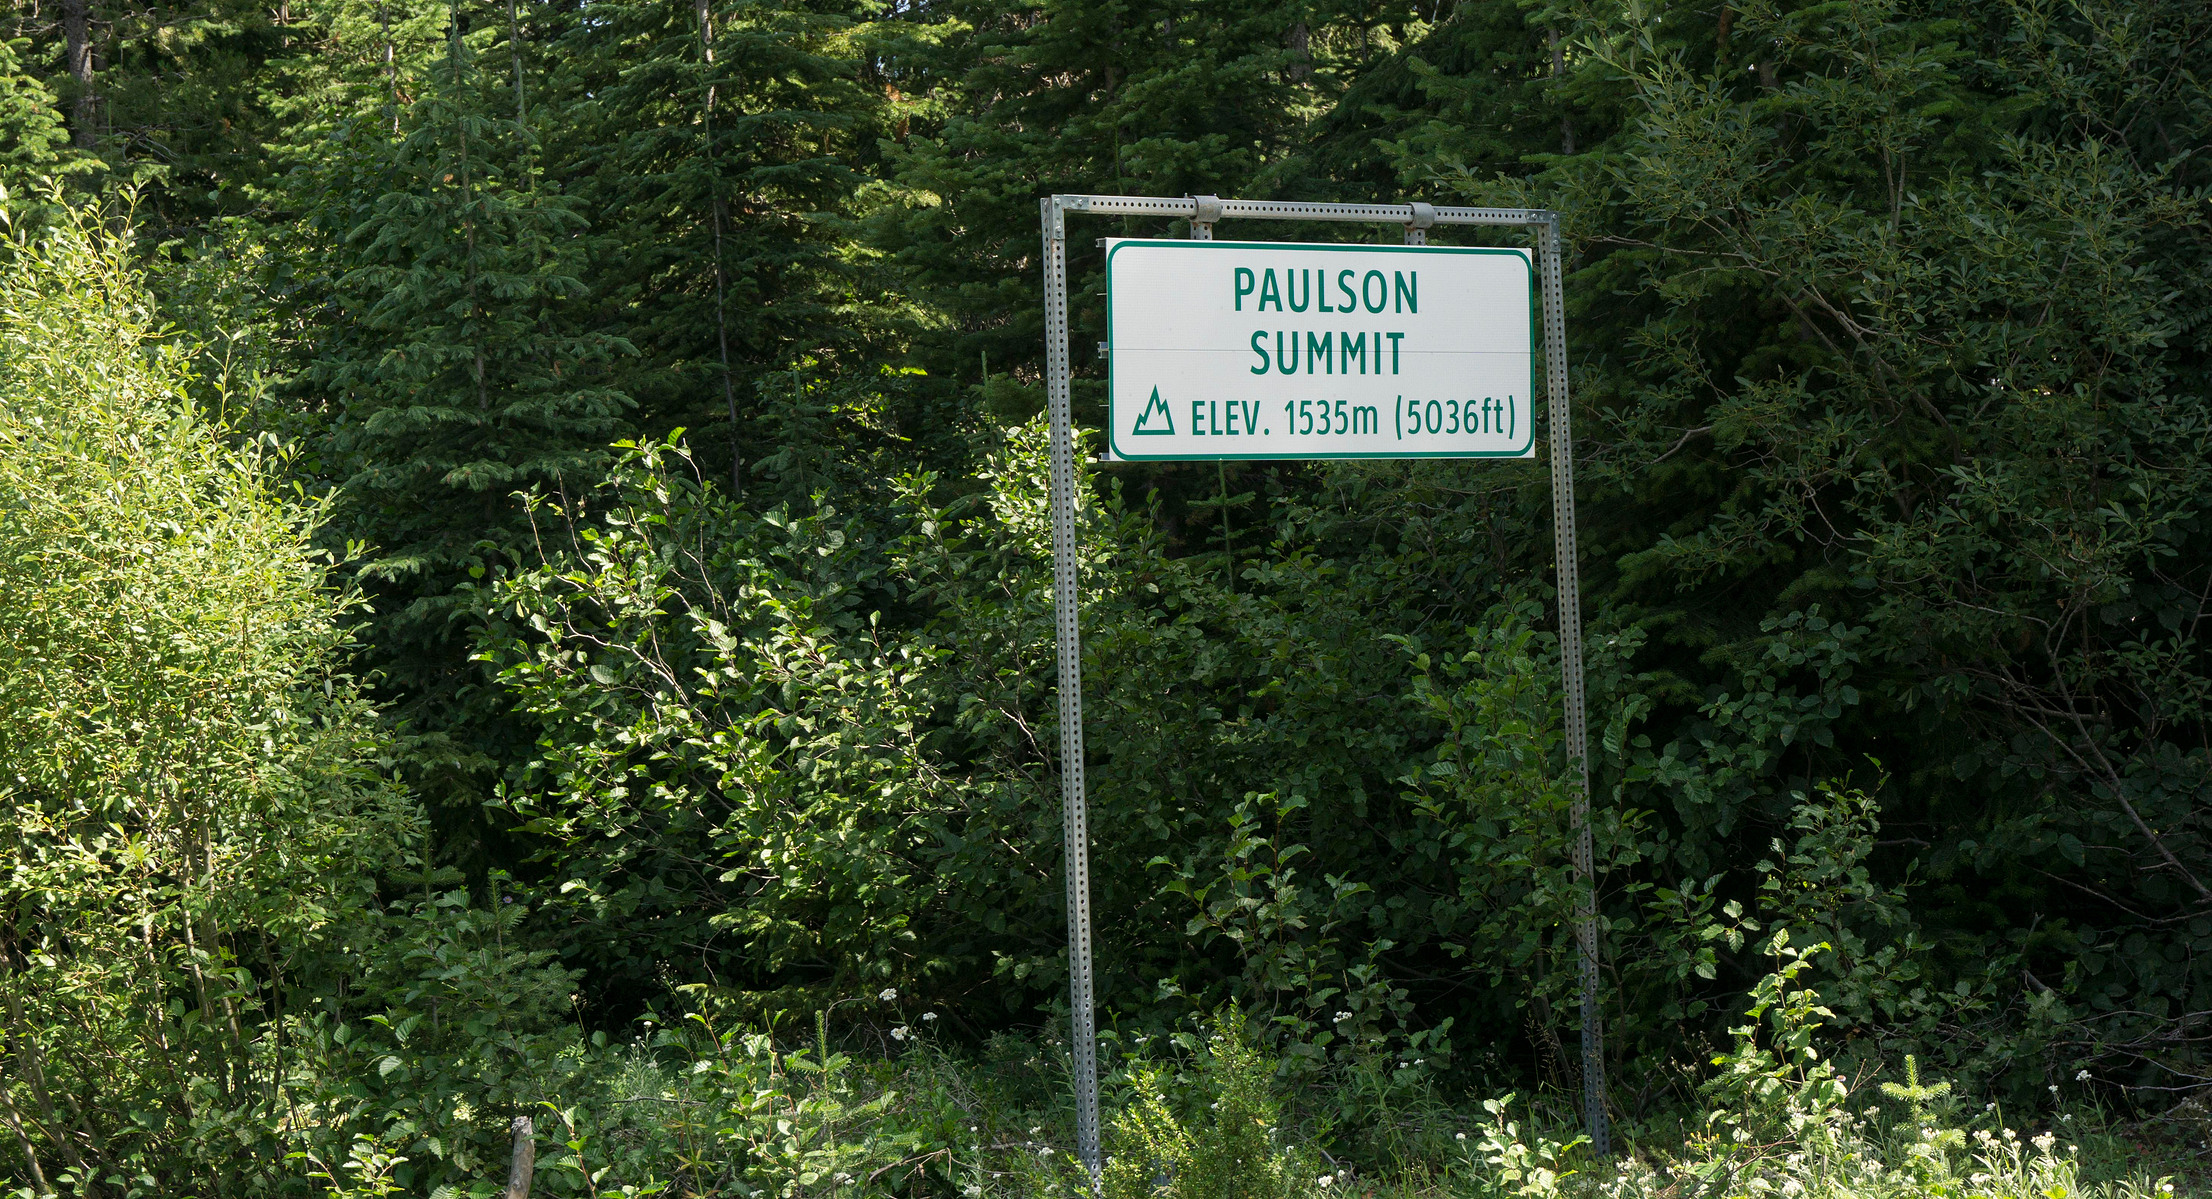 PAULSON
SUMMIT
ELEV. 1535m (5036ft)